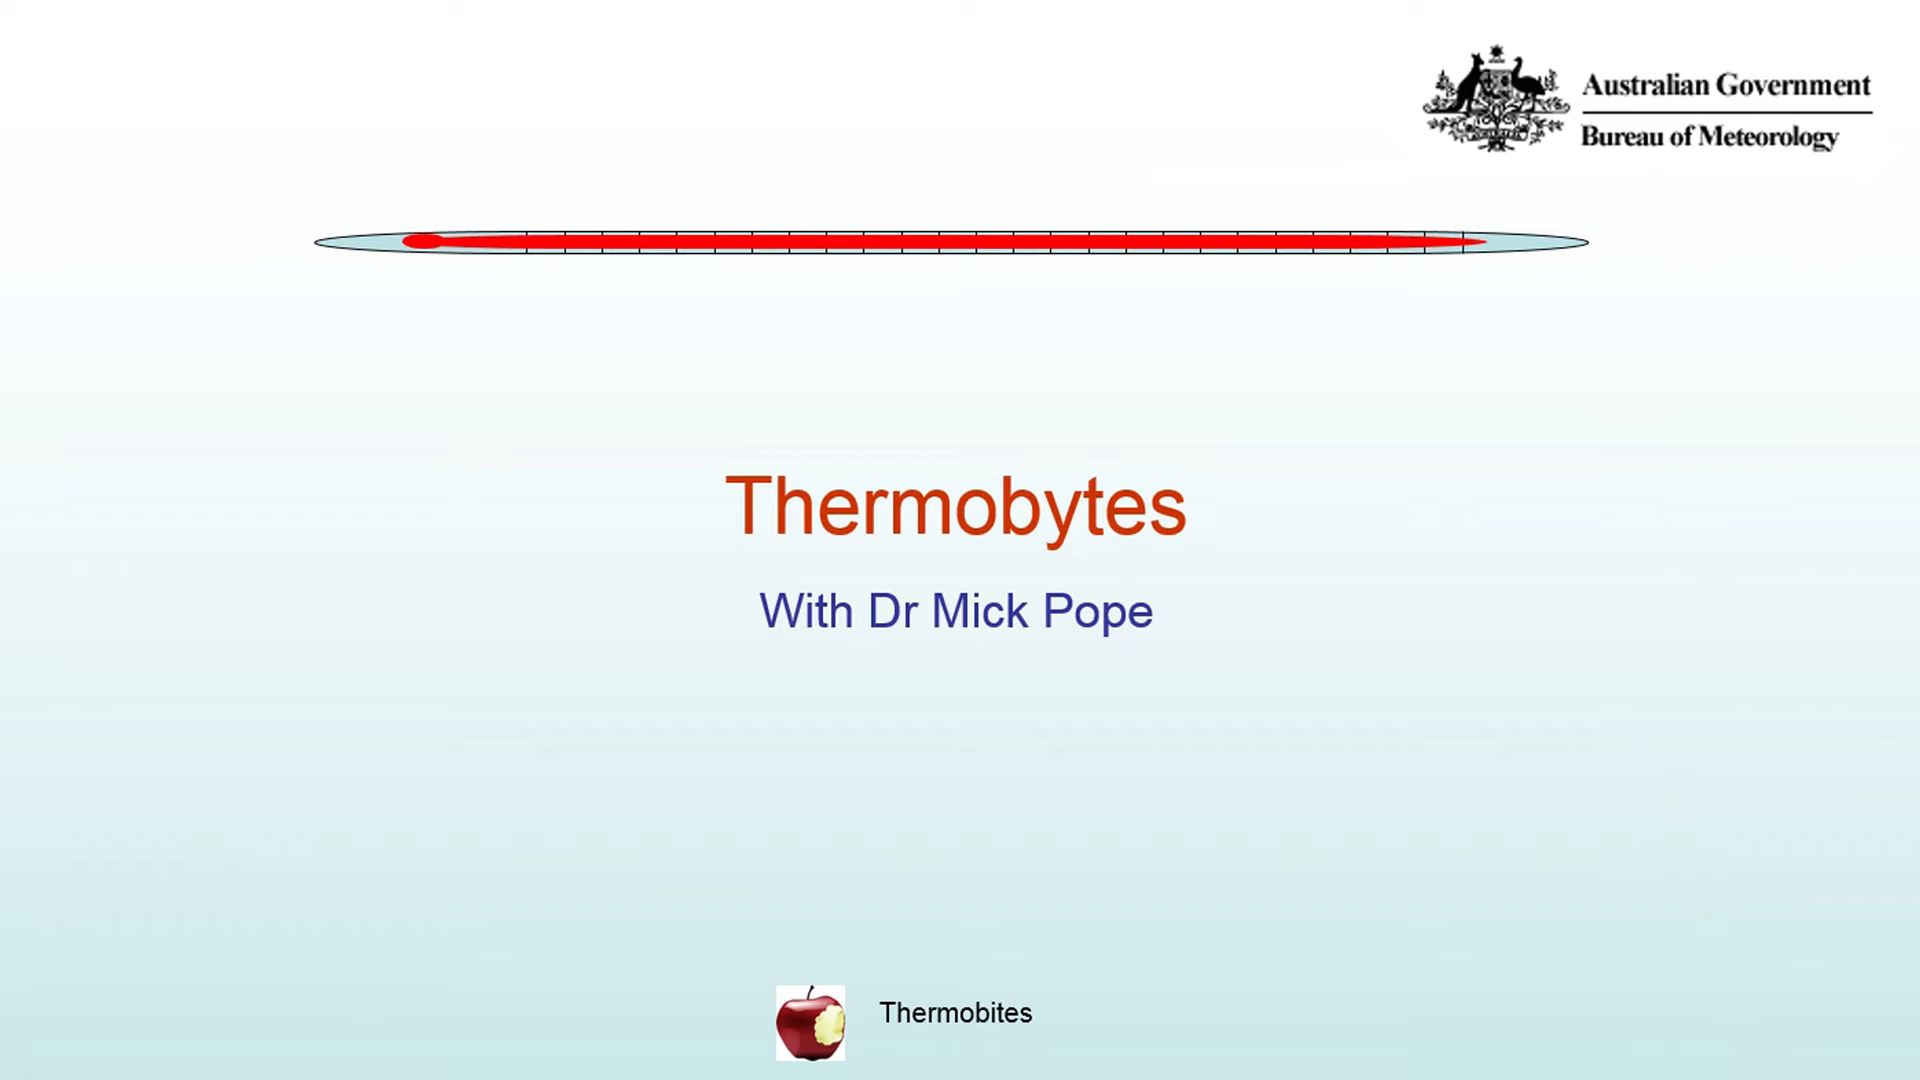 Australian Government
Bureau of Meteorology
Thermobytes
With Dr Mick Pope
Thermobites